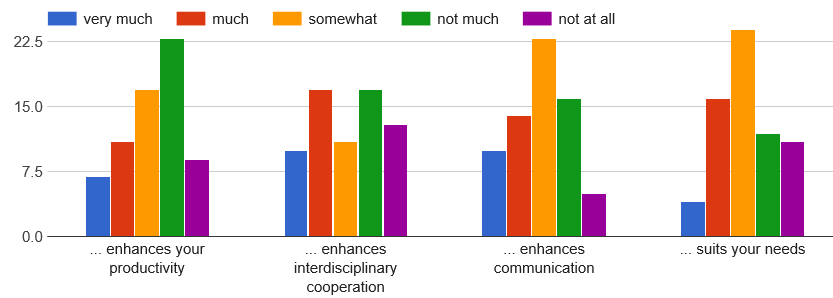 very much much somewhat not much not at all
22.5
15.0
7.5
0.0
... enhances your
productivity
... enhances
interdisciplinary
cooperation
... enhances
communication
... suits your needs